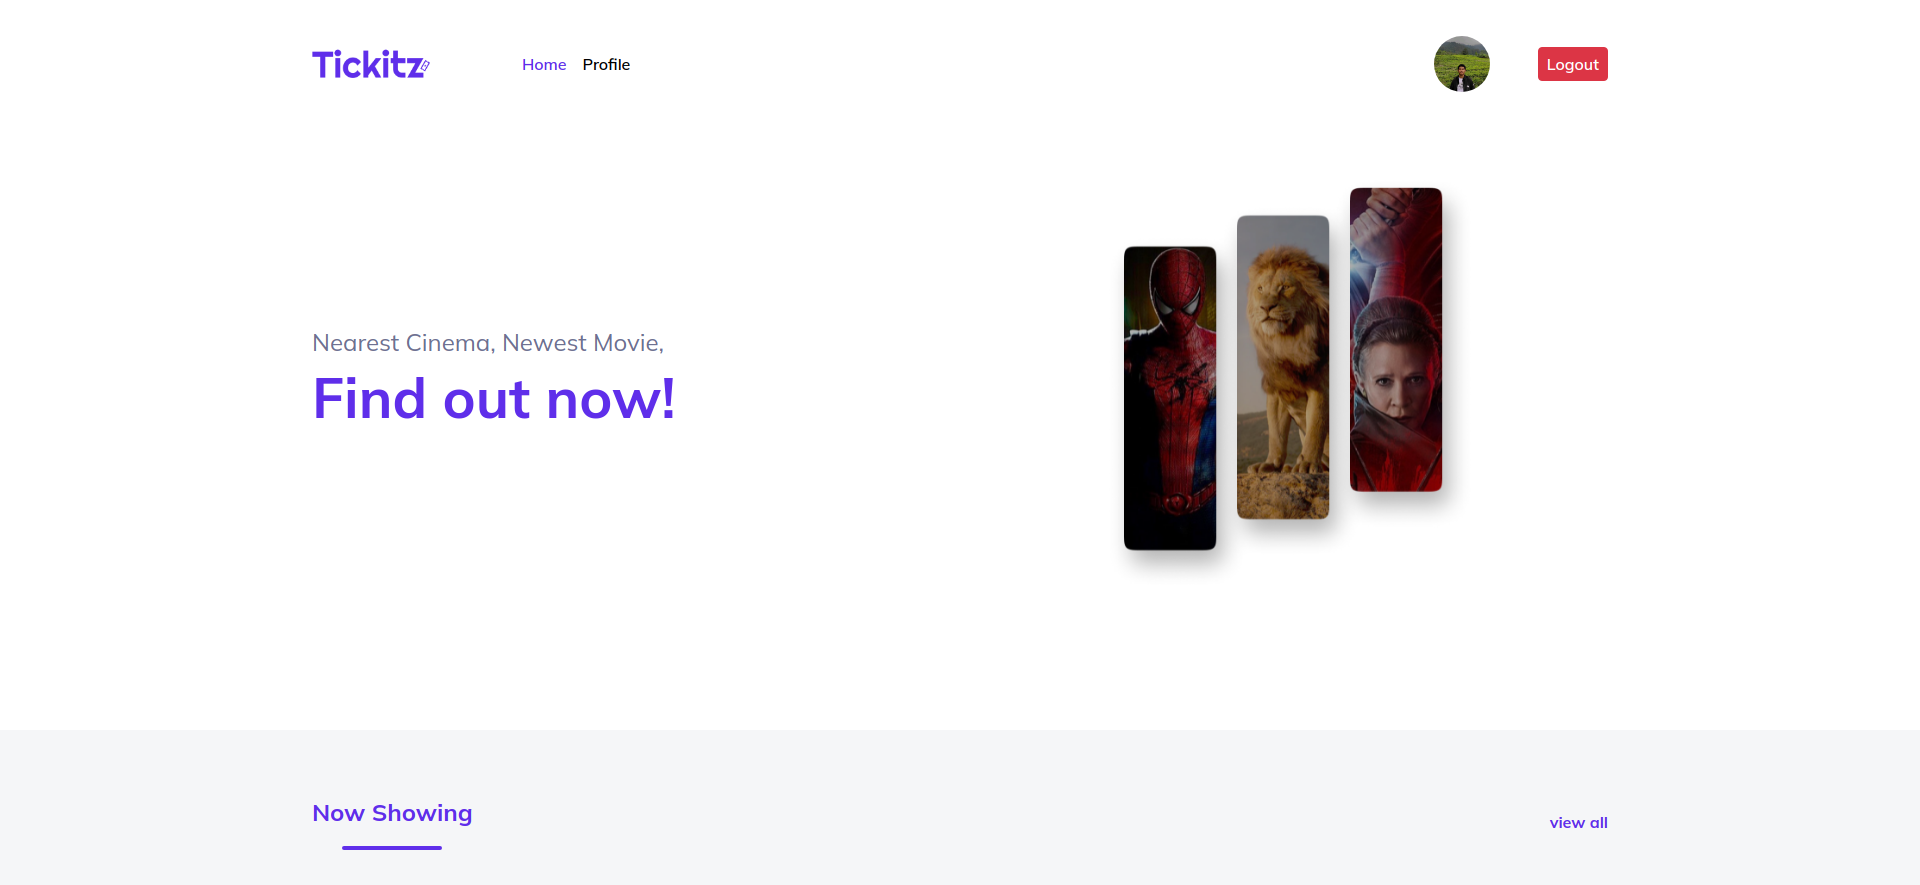 Tickitz
Home Profile
Logout
Nearest Cinema, Newest Movie,
Find out now!
Now Showing
view all